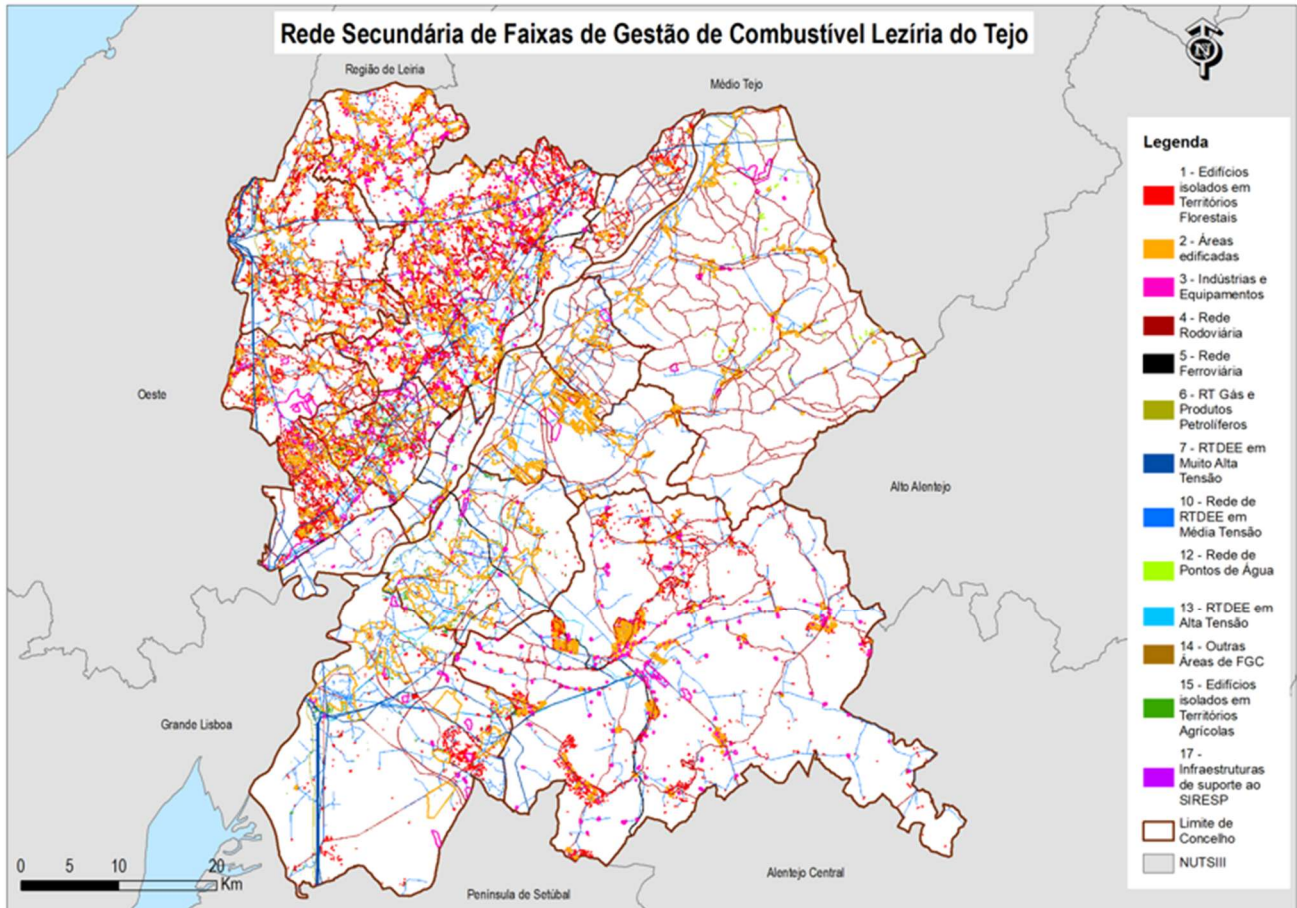 Rede Secundária de Faixas de Gestão de Combustível Lezíria do Tejo
N
Região de Leiria
Médio Tejo
Oeste
Alto Alentejo
Grande Lisboa
Península de Setúbal
Alentejo Central
0 5 10 20
Km
Legenda
1 - Edifícios
isolados em
Territórios
Florestais
2 - Áreas
edificadas
3 - Indústrias e
Equipamentos
4 - Rede
Rodoviária
5 - Rede
Ferroviária
6 - RT Gás e
Produtos
Petrolíferos
7 - RTDEE em
Muito Alta
Tensão
10 - Rede de
RTDEE em
Média Tensão
12 - Rede de
Pontos de Água
13 - RTDEE em
Alta Tensão
14 - Outras
Áreas de FGC
15 - Edifícios
isolados em
Territórios
Agrícolas
17 -
Infraestruturas
de suporte ao
SIRESP
Limite de
Concelho
NUTSIII